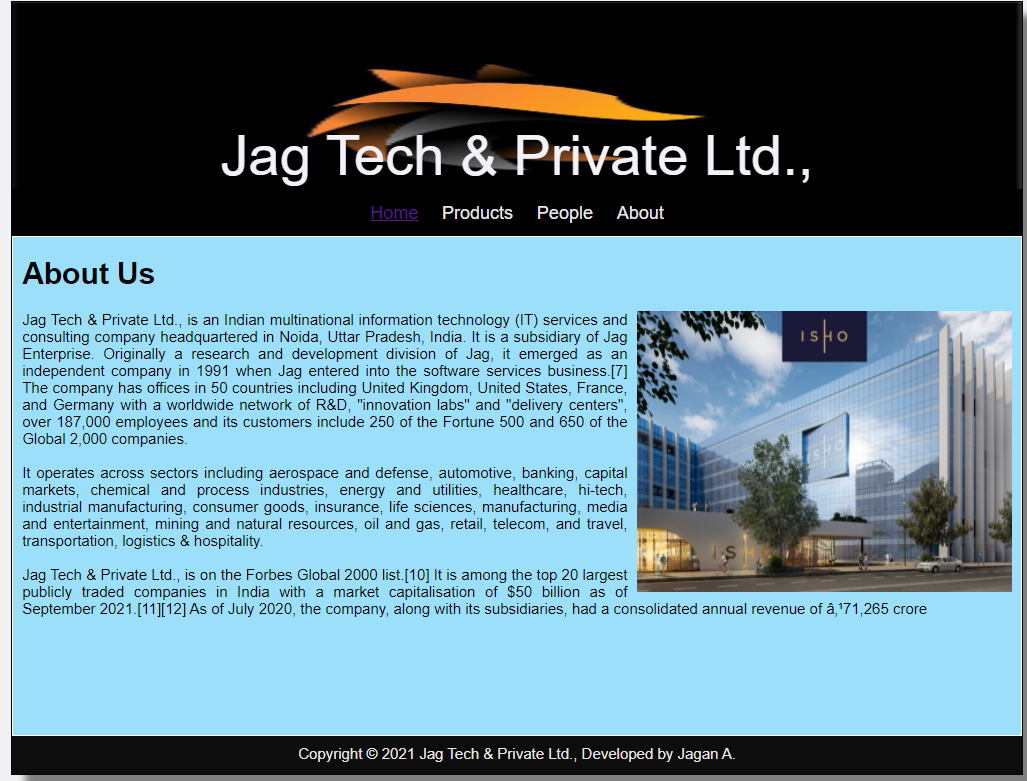 Jag Tech & Private Ltd.,
Home Products People About
About Us
Jag Tech & Private Ltd., is an Indian multinational information technology (IT) services and
consulting company headquartered in Noida, Uttar Pradesh, India. It is a subsidiary of Jag
Enterprise. Originally a research and development division of Jag, it emerged as an
independent company in 1991 when Jag entered into the software services business.[7]
The company has offices in 50 countries including United Kingdom, United States, France,
and Germany with a worldwide network of R&D, "innovation labs" and "delivery centers",
over 187,000 employees and its customers include 250 of the Fortune 500 and 650 of the
Global 2,000 companies.
It operates across sectors including aerospace and defense, automotive, banking, capital
markets, chemical and process industries, energy and utilities, healthcare, hi-tech,
industrial manufacturing, consumer goods, insurance, life sciences, manufacturing, media
and entertainment, mining and natural resources, oil and gas, retail, telecom, and travel,
transportation, logistics & hospitality.
Jag Tech & Private Ltd., is on the Forbes Global 2000 list.[10] It is among the top 20 largest
publicly traded companies in India with a market capitalisation of $50 billion as of
September 2021.[11][12] As of July 2020, the company, along with its subsidiaries, had a consolidated annual revenue of â‚¹71,265 crore
ISHO
ISHO
ISHO
Copyright © 2021 Jag Tech & Private Ltd., Developed by Jagan A.